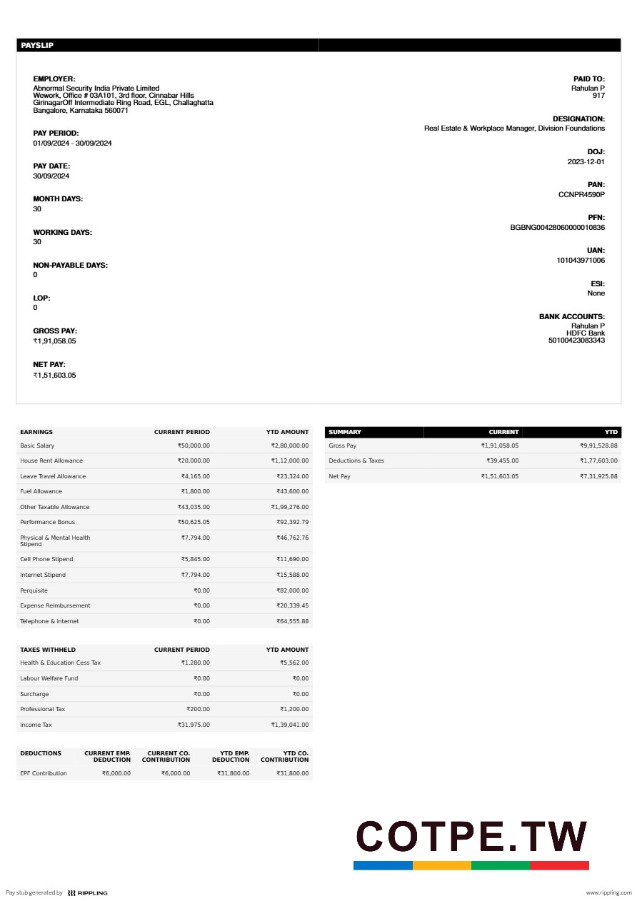 PAYSLIP
EMPLOYER:
Abnormal Security India Private Limited
Wework, Office # 03A101, 3rd floor, Cinnabar Hills
GirinagarOff Intermediate Ring Road, EGL, Challaghatta
Bangalore, Karnataka 560071
PAY PERIOD:
01/09/2024 - 30/09/2024
PAY DATE:
30/09/2024
MONTH DAYS:
30
WORKING DAYS:
30
NON-PAYABLE DAYS:
0
LOP:
0
GROSS PAY:
₹1,91,058.05
NET PAY:
₹1,51,603.05
PAID TO:
Rahulan P
917
DESIGNATION:
Real Estate & Workplace Manager, Division Foundations
DOJ:
2023-12-01
PAN:
CCNPR4590P
PFN:
BGBNG00428060000010836
UAN:
101043971006
ESI:
None
BANK ACCOUNTS:
Rahulan P
HDFC Bank
50100423083343
EARNINGS CURRENT PERIOD YTD AMOUNT
Basic Salary ₹50,000.00 ₹2,80,000.00
House Rent Allowance ₹20,000.00 ₹1,12,000.00
Leave Travel Allowance ₹4,165.00 ₹23,324.00
Fuel Allowance ₹1,800.00 ₹43,600.00
Other Taxable Allowance ₹43,035.00 ₹1,99,276.00
Performance Bonus ₹50,625.05 ₹92,392.79
Physical & Mental Health
Stipend ₹7,794.00 ₹46,762.76
Cell Phone Stipend ₹5,845.00 ₹11,690.00
Internet Stipend ₹7,794.00 ₹15,588.00
Perquisite ₹0.00 ₹82,000.00
Expense Reimbursement ₹0.00 ₹20,339.45
Telephone & Internet ₹0.00 ₹64,555.88
TAXES WITHHELD CURRENT PERIOD YTD AMOUNT
Health & Education Cess Tax ₹1,280.00 ₹5,562.00
Labour Welfare Fund ₹0.00 ₹0.00
Surcharge ₹0.00 ₹0.00
Professional Tax ₹200.00 ₹1,200.00
Income Tax ₹31,975.00 ₹1,39,041.00
DEDUCTIONS CURRENT EMP. DEDUCTION CURRENT CO. CONTRIBUTION YTD EMP. DEDUCTION YTD CO. CONTRIBUTION
EPF Contribution ₹6,000.00 ₹6,000.00 ₹31,800.00 ₹31,800.00
SUMMARY CURRENT YTD
Gross Pay ₹1,91,058.05 ₹9,91,528.88
Deductions & Taxes ₹39,455.00 ₹1,77,603.00
Net Pay ₹1,51,603.05 ₹7,31,925.88
COTPE.TW
Pay stub generated by RIPPLING
www.rippling.com